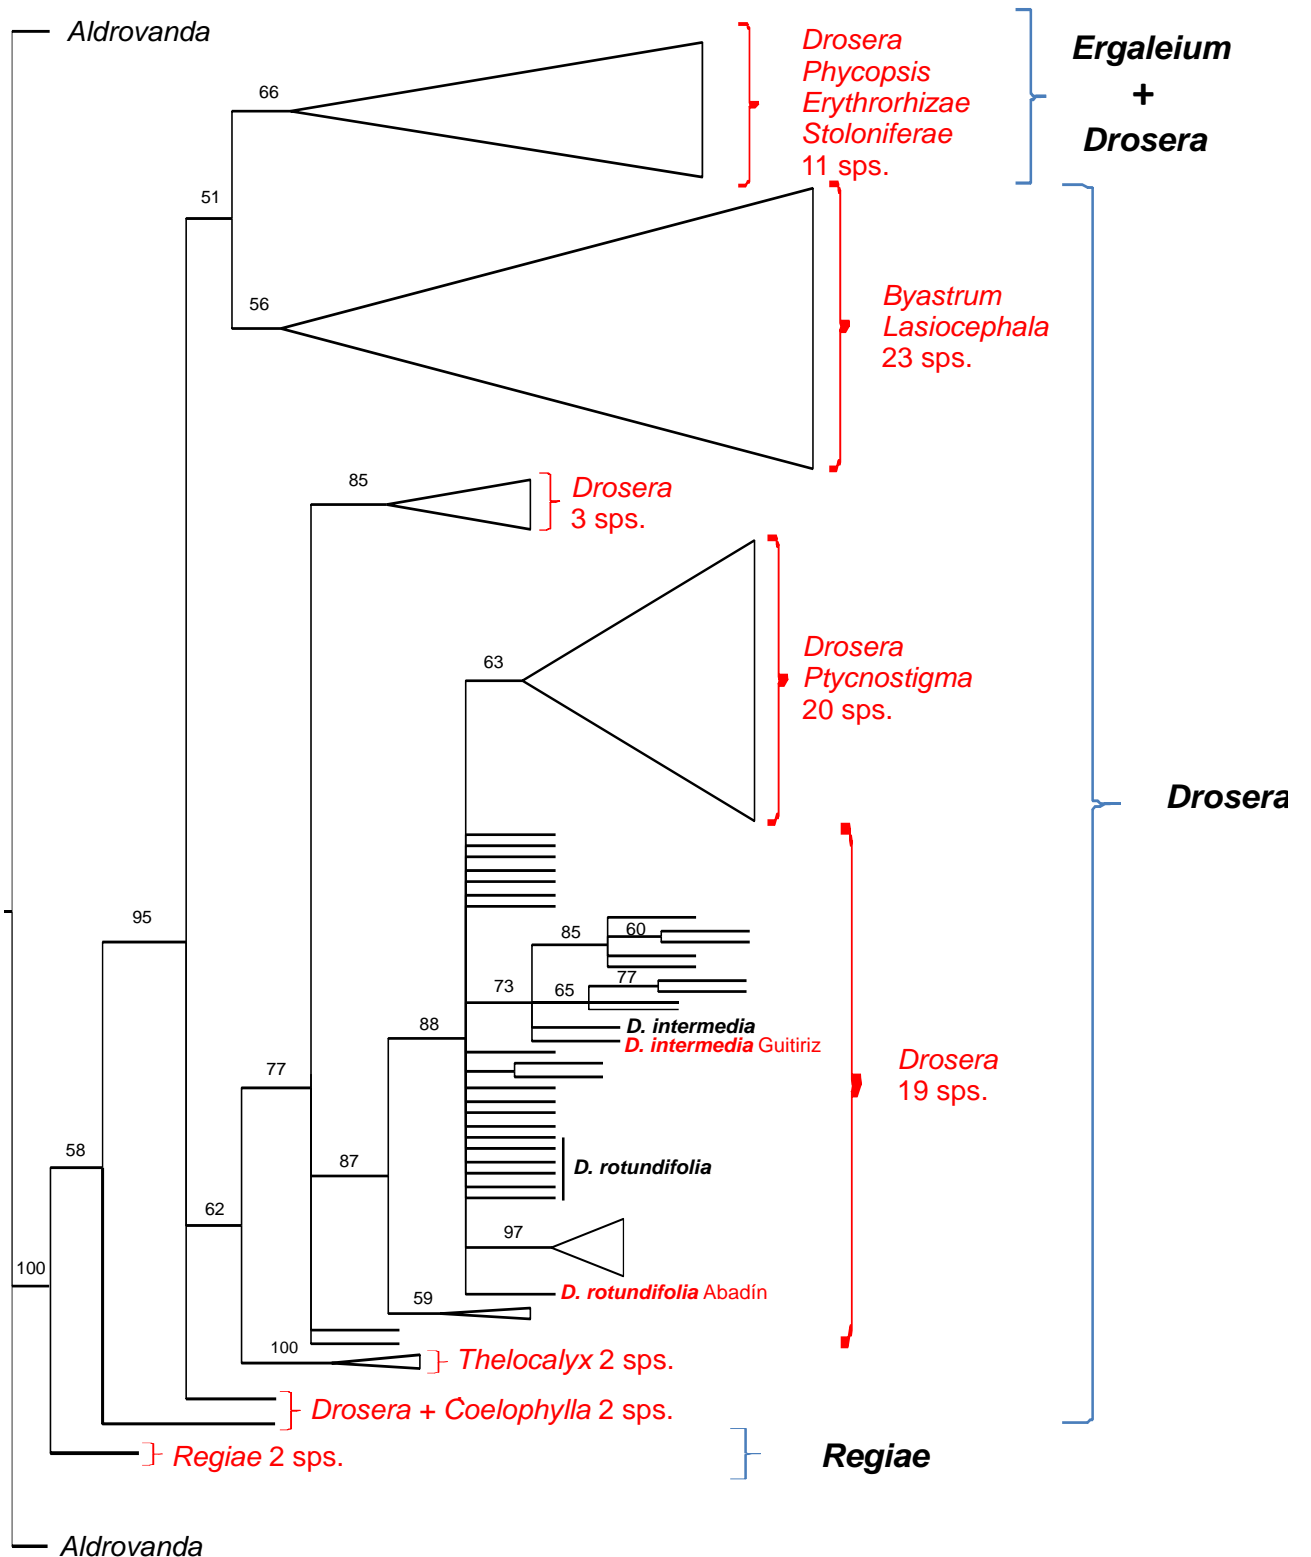 Aldrovanda
66
Drosera
Phycopsis
Erythrorhizae
Stoloniferae
11 sps.
Ergaleium
+
Drosera
51
56
Byastrum
Lasiocephala
23 sps.
85
Drosera
3 sps.
63
Drosera
Ptycnostigma
20 sps.
Drosera
95
85
60
73
65
77
D. intermedia
D. intermedia Guitiriz
88
Drosera
19 sps.
77
58
87
D. rotundifolia
62
97
100
D. rotundifolia Abadín
59
100
Thelocalyx 2 sps.
Drosera + Coelophylla 2 sps.
Regiae 2 sps.
Regiae
Aldrovanda